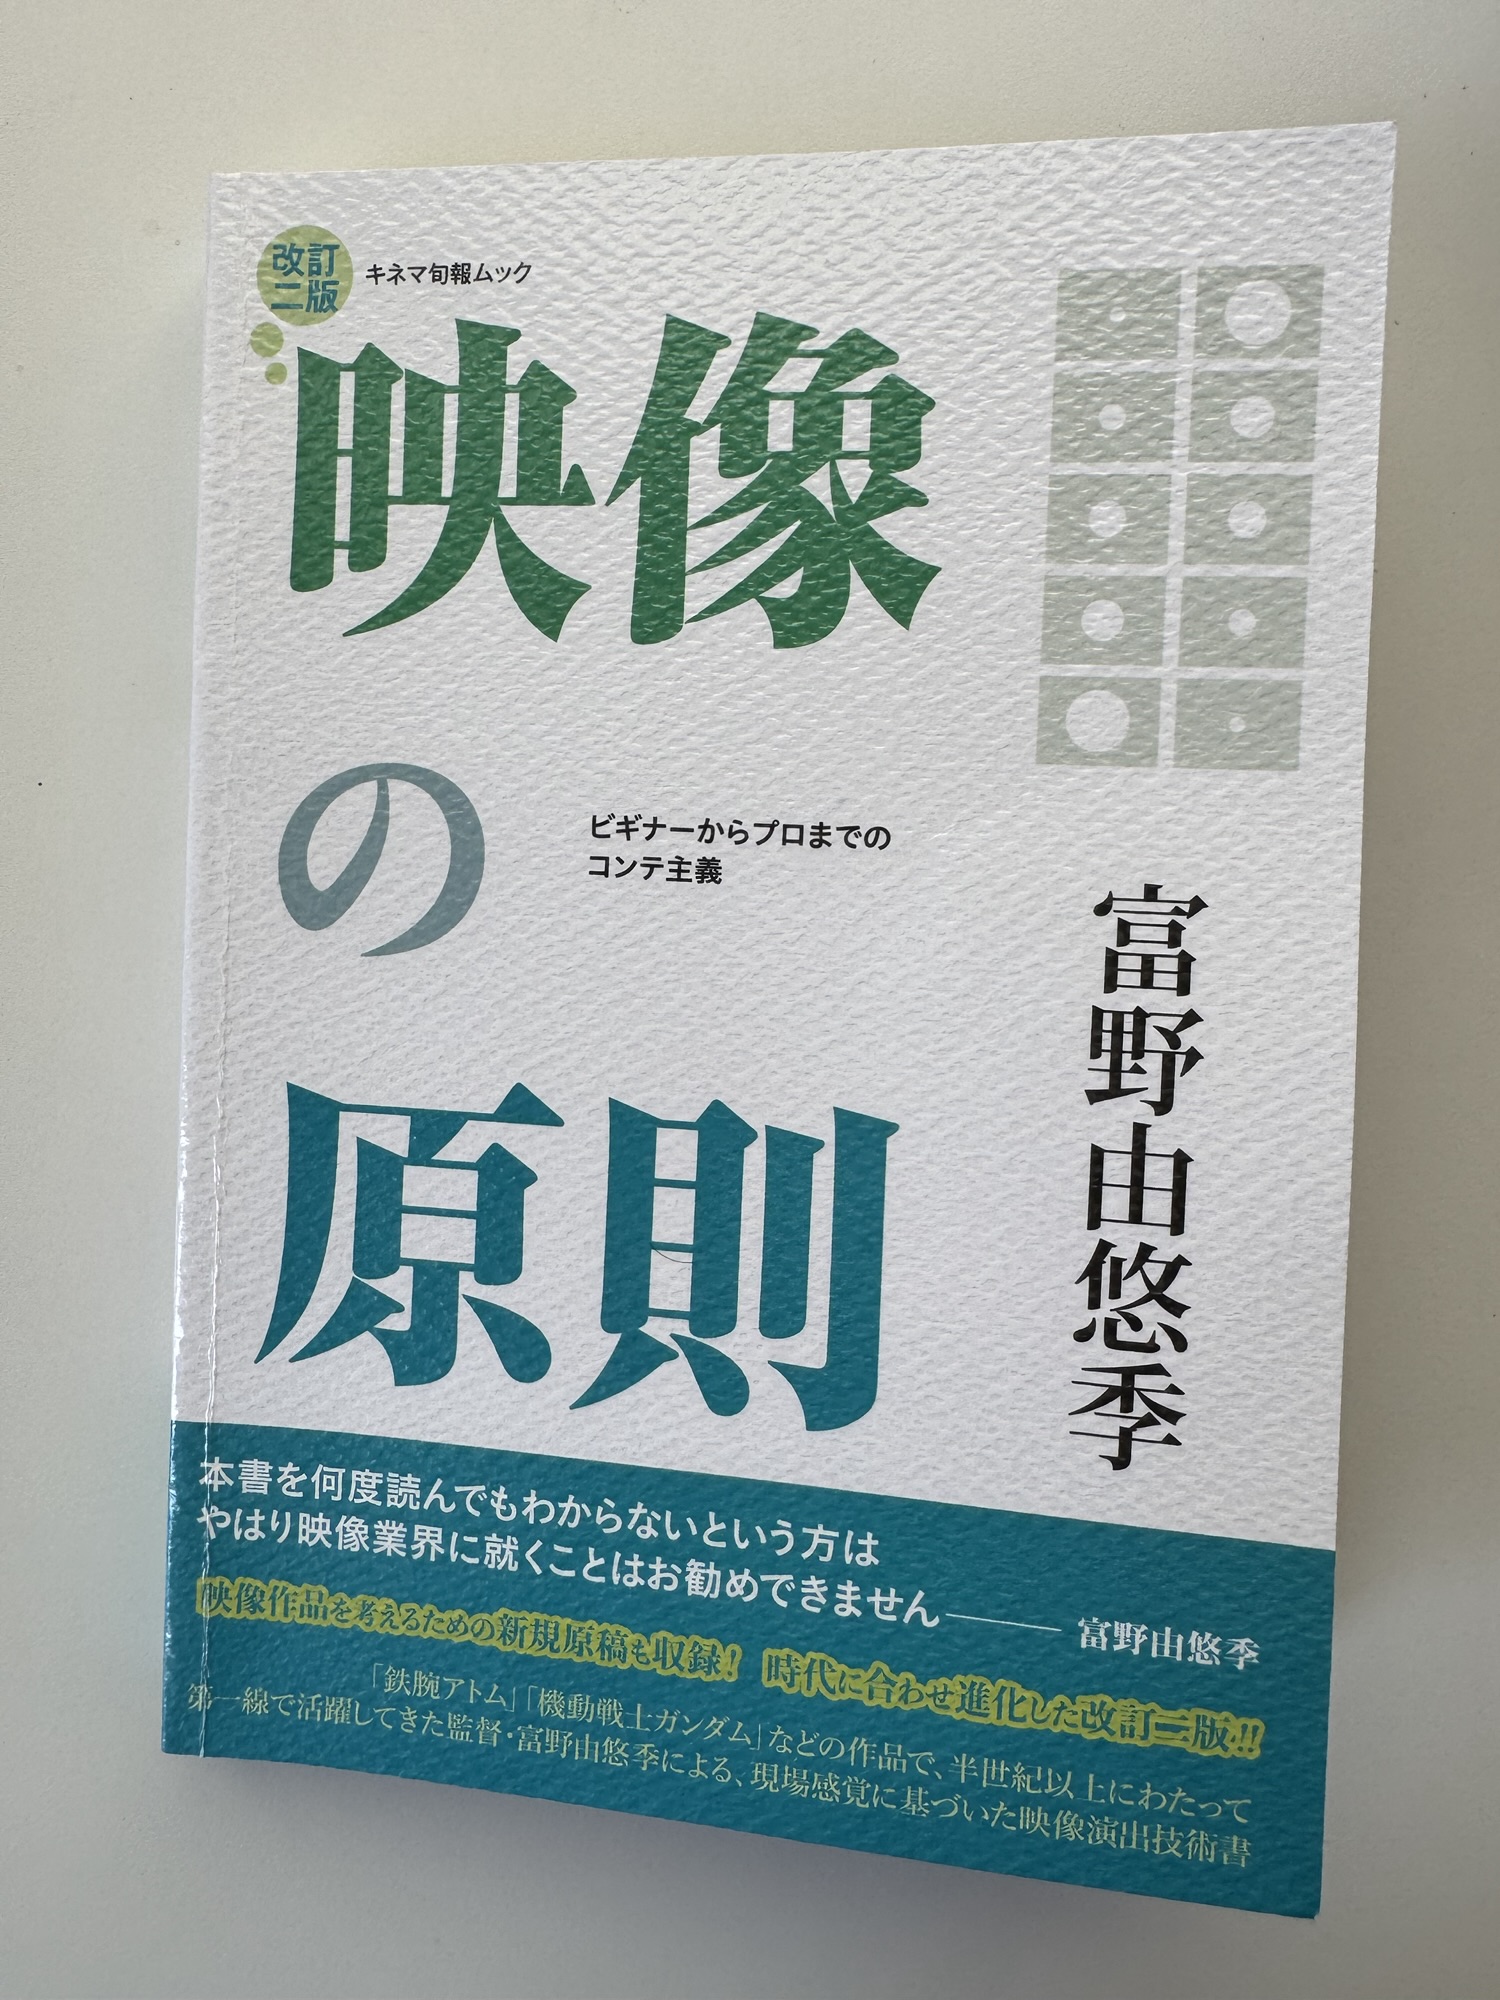 改訂
二版
キネマ旬報ムック
映像
の
原則
ビギナーからプロまでの
コンテ主義
富野由悠季
本書を何度読んでもわからないという方は
やはり映像業界に就くことはお勧めできません――富野由悠季
映像作品を考えるための新規原稿も収録! 時代に合わせ進化した改訂二版!!
「鉄腕アトム」「機動戦士ガンダム」などの作品で、半世紀以上にわたって
第一線で活躍してきた監督・富野由悠季による、現場感覚に基づいた映像演出技術書